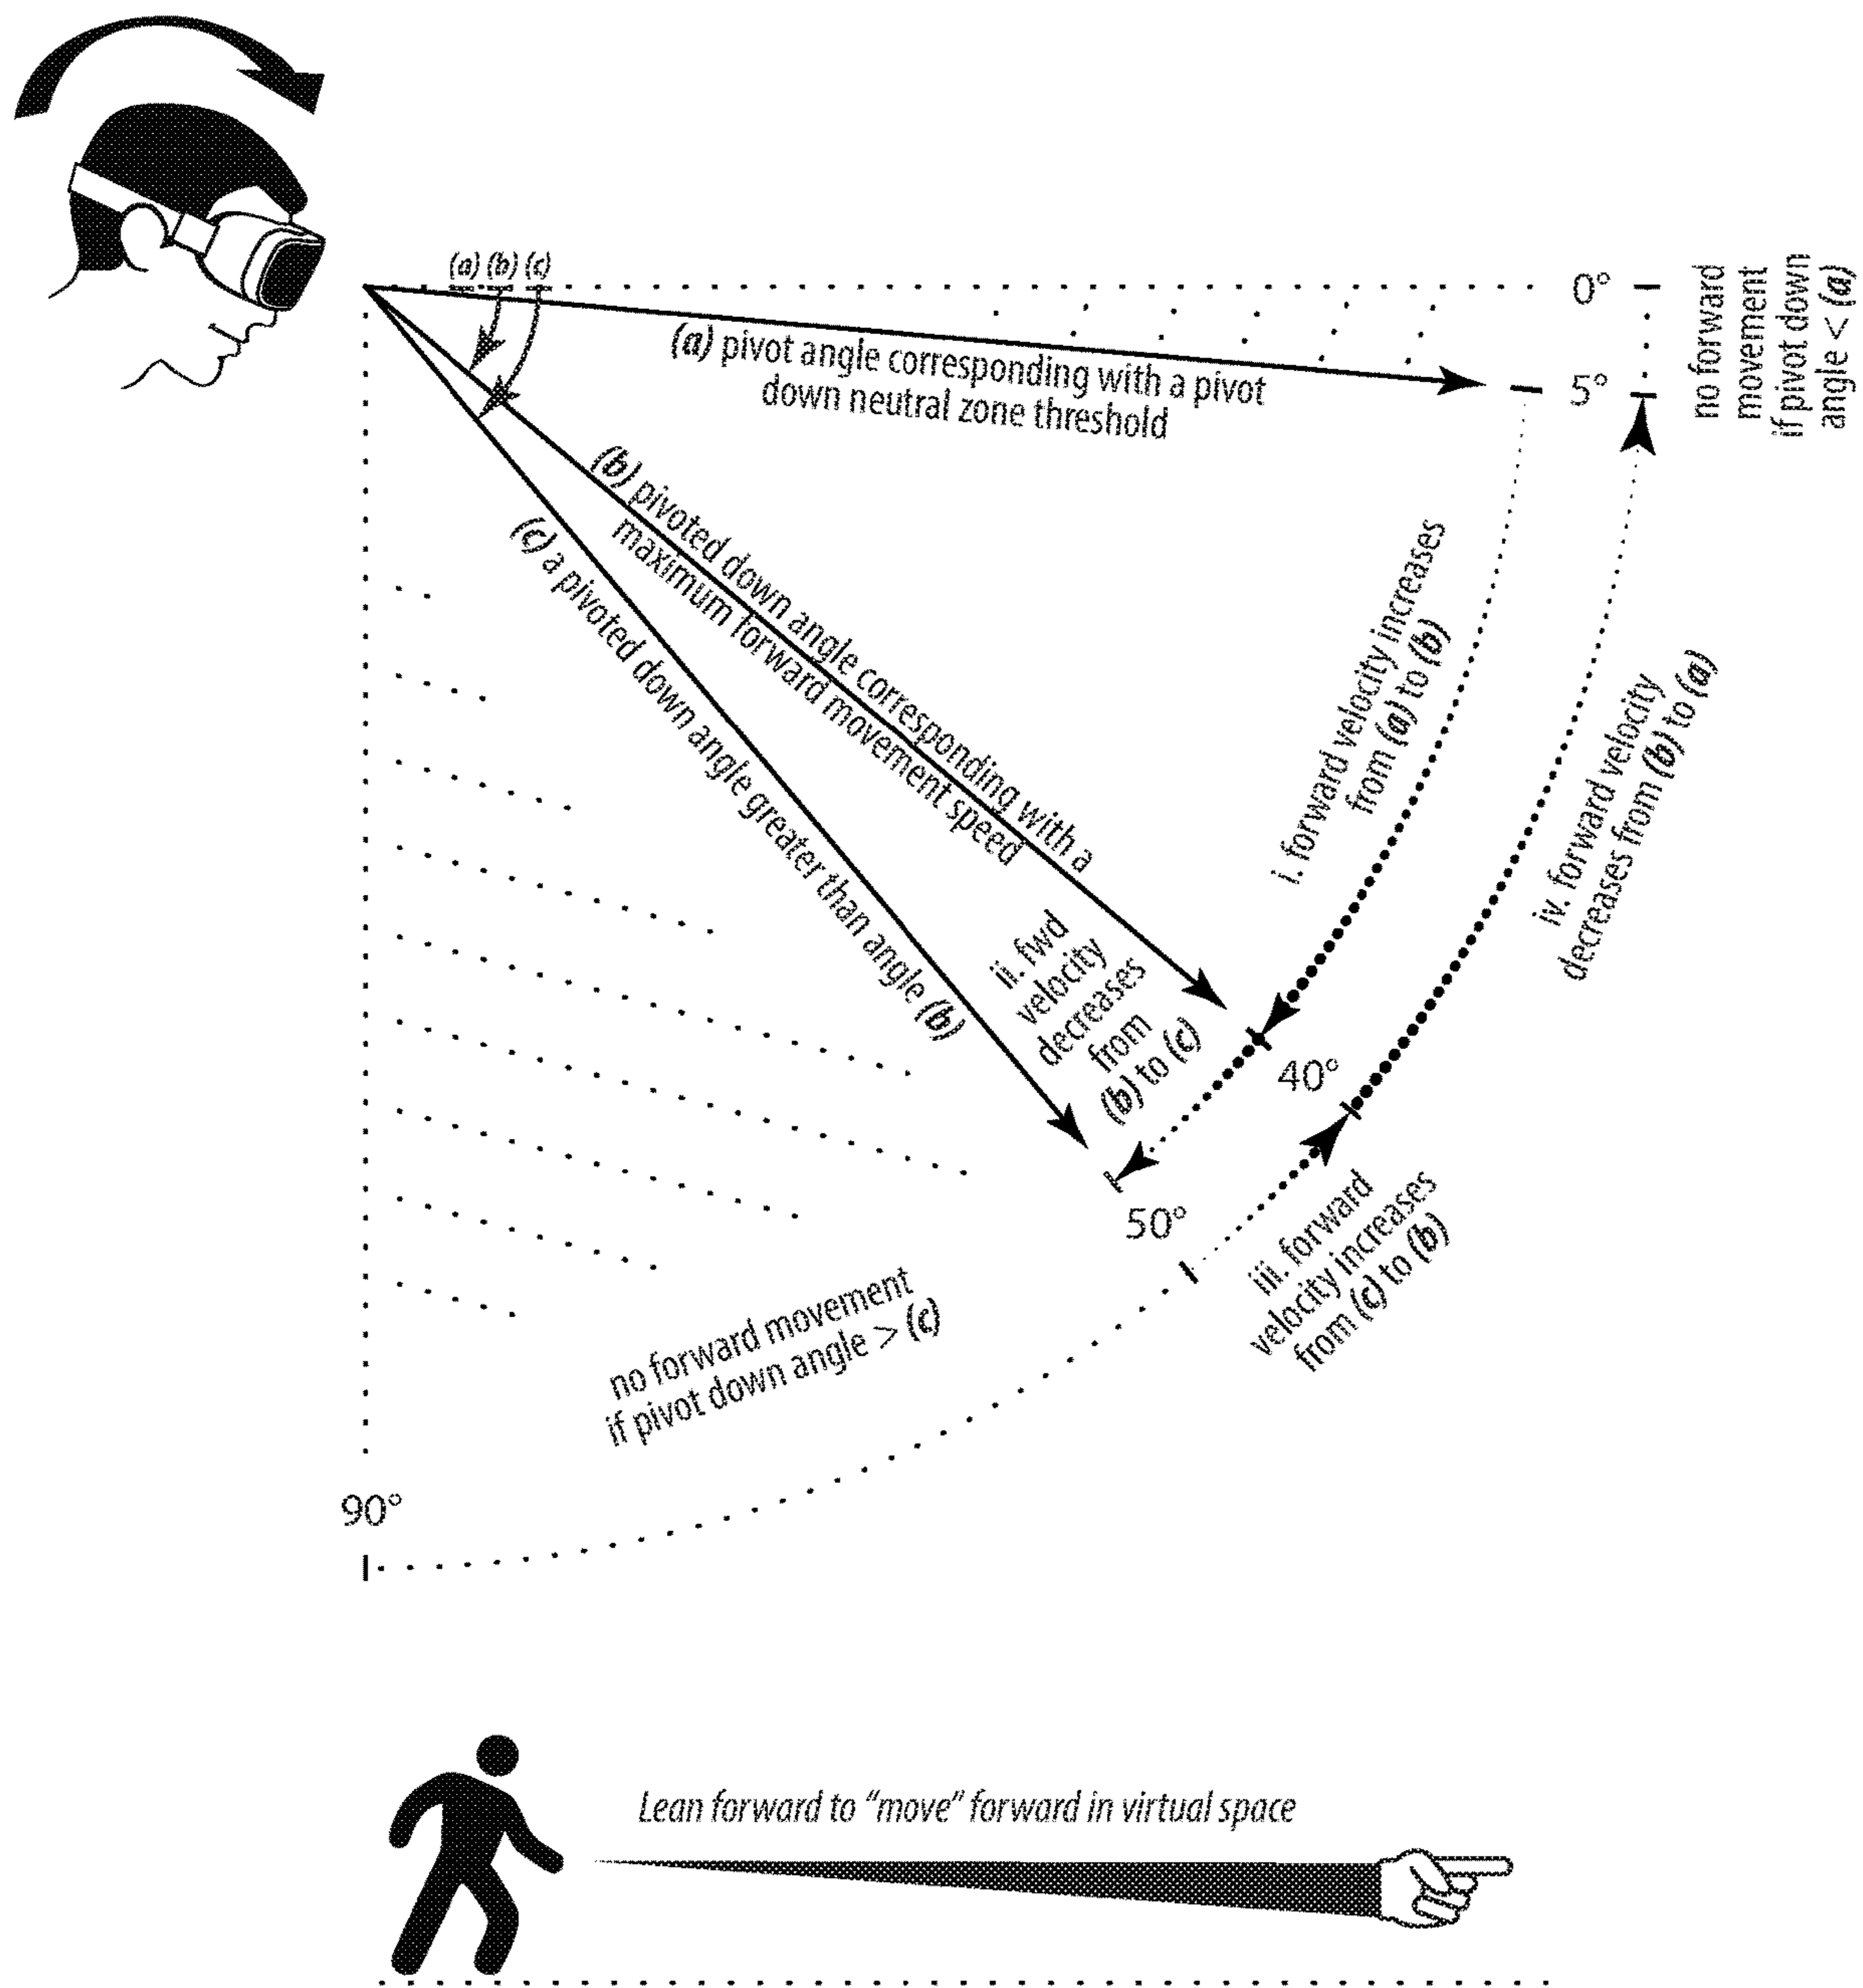 (a) (b) (c)
0°
5°
no forward
movement
if pivot down
angle < (a)
(a) pivot angle corresponding with a pivot
down neutral zone threshold
(b) pivoted down angle corresponding with a
maximum forward movement speed
(c) a pivoted down angle greater than angle (b)
i. forward velocity increases
from (a) to (b)
iv. forward velocity
decreases from (b) to (a)
ii. fwd
velocity
decreases
from
(b) to (c)
40°
50°
iii. forward
velocity increases
from (c) to (b)
no forward movement
if pivot down angle > (c)
90°
Lean forward to “move” forward in virtual space